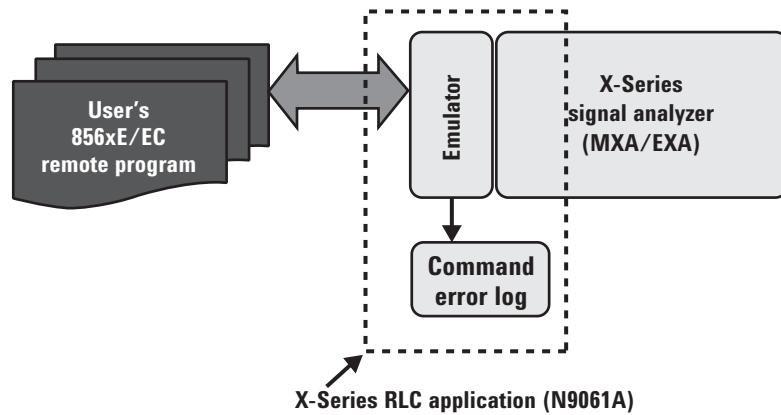 User's
856xE/EC
remote program
Emulator
X-Series
signal analyzer
(MXA/EXA)
Command
error log
X-Series RLC application (N9061A)